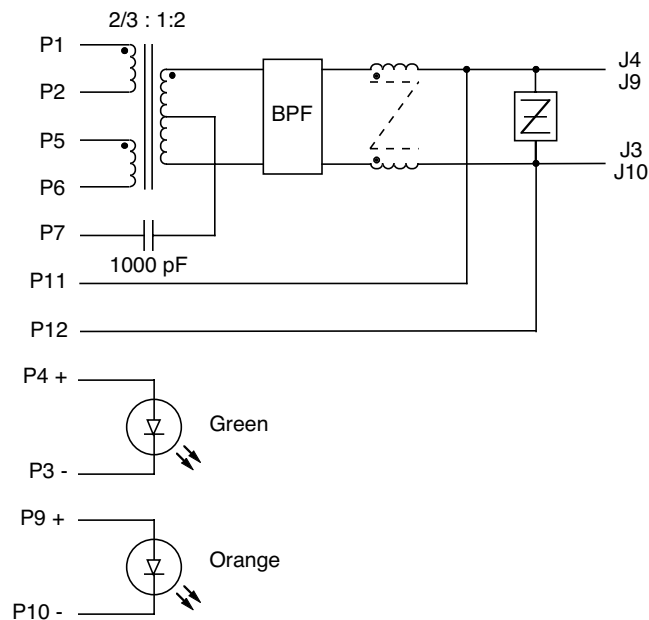 2/3 : 1:2
P1
J4
J9
P2
BPF
P5
J3
J10
P6
P7
1000 pF
P11
P12
P4 +
Green
P3 -
P9 +
Orange
P10 -